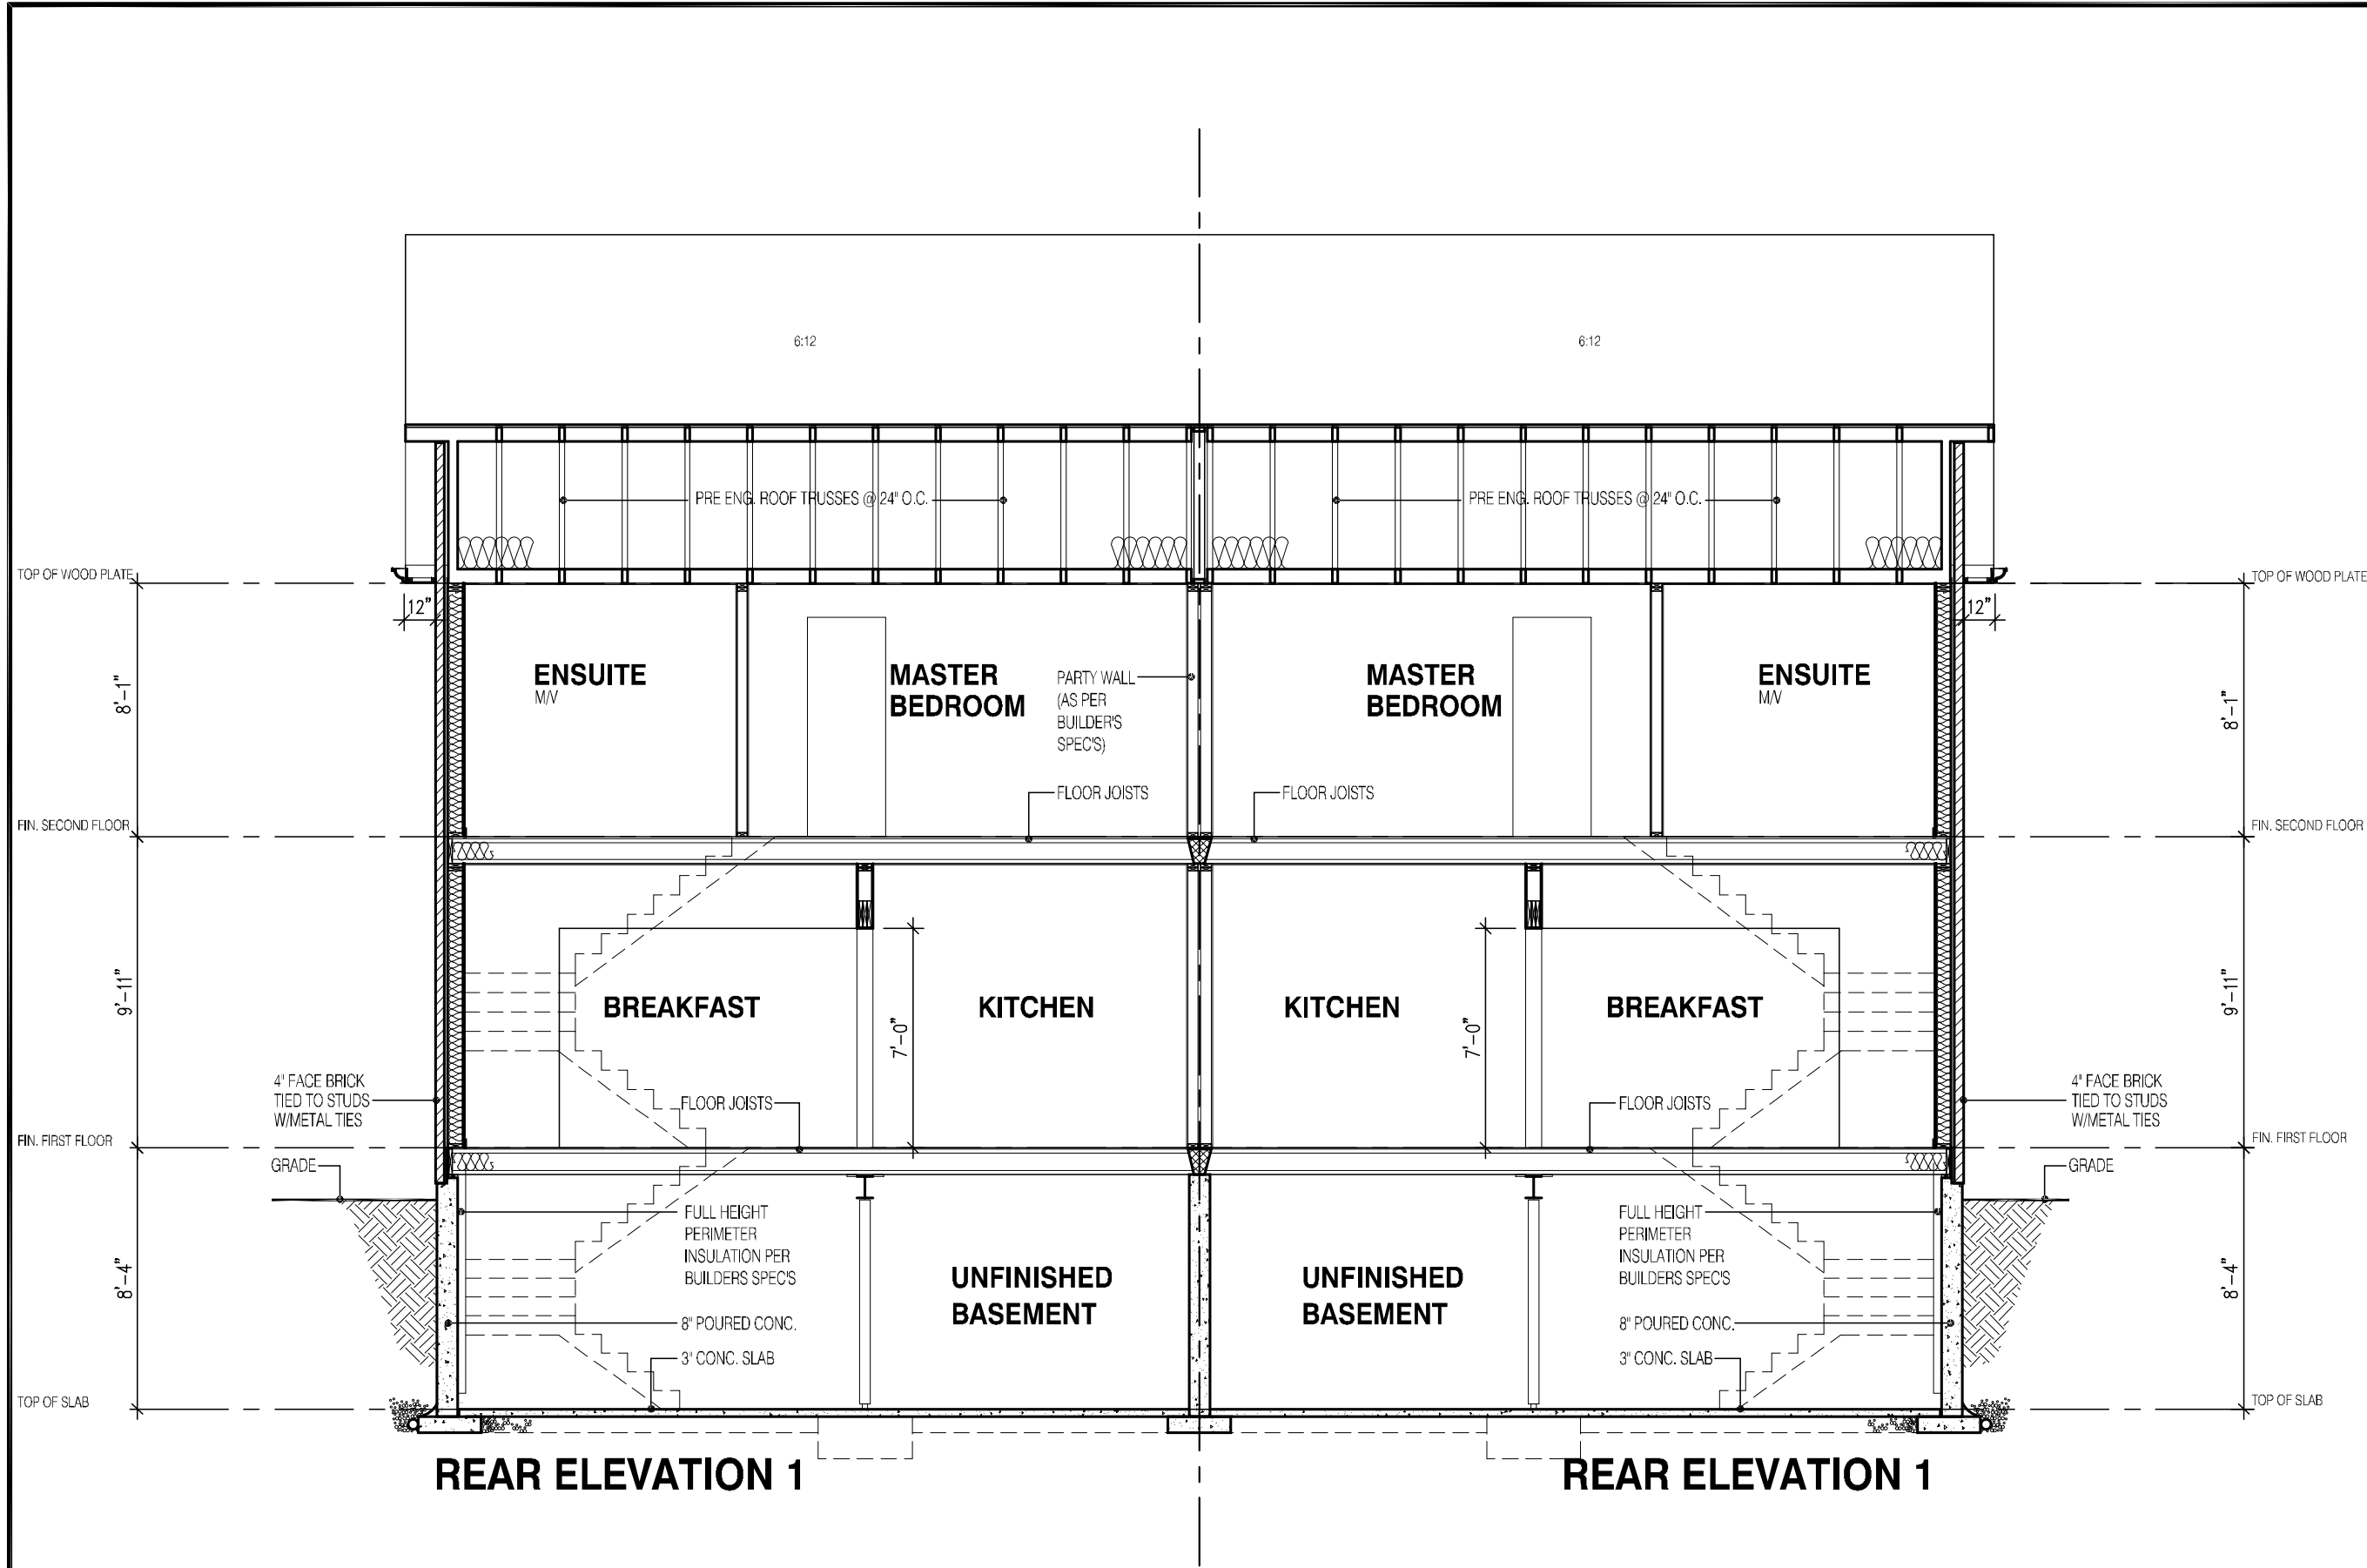 6:12
6:12
PRE ENG. ROOF TRUSSES @ 24" O.C.
PRE ENG. ROOF TRUSSES @ 24" O.C.
TOP OF WOOD PLATE
TOP OF WOOD PLATE
12"
12"
8'-1"
ENSUITE
M/V
MASTER
BEDROOM
PARTY WALL
(AS PER
BUILDER'S
SPEC'S)
MASTER
BEDROOM
ENSUITE
M/V
8'-1"
FLOOR JOISTS
FLOOR JOISTS
FIN. SECOND FLOOR
FIN. SECOND FLOOR
9'-11"
BREAKFAST
7'-0"
KITCHEN
KITCHEN
7'-0"
BREAKFAST
9'-11"
4" FACE BRICK
TIED TO STUDS
W/METAL TIES
FLOOR JOISTS
FLOOR JOISTS
4" FACE BRICK
TIED TO STUDS
W/METAL TIES
FIN. FIRST FLOOR
FIN. FIRST FLOOR
GRADE
GRADE
8'-4"
FULL HEIGHT
PERIMETER
INSULATION PER
BUILDERS SPEC'S
UNFINISHED
BASEMENT
UNFINISHED
BASEMENT
FULL HEIGHT
PERIMETER
INSULATION PER
BUILDERS SPEC'S
8'-4"
8" POURED CONC.
8" POURED CONC.
3" CONC. SLAB
3" CONC. SLAB
TOP OF SLAB
TOP OF SLAB
REAR ELEVATION 1
REAR ELEVATION 1